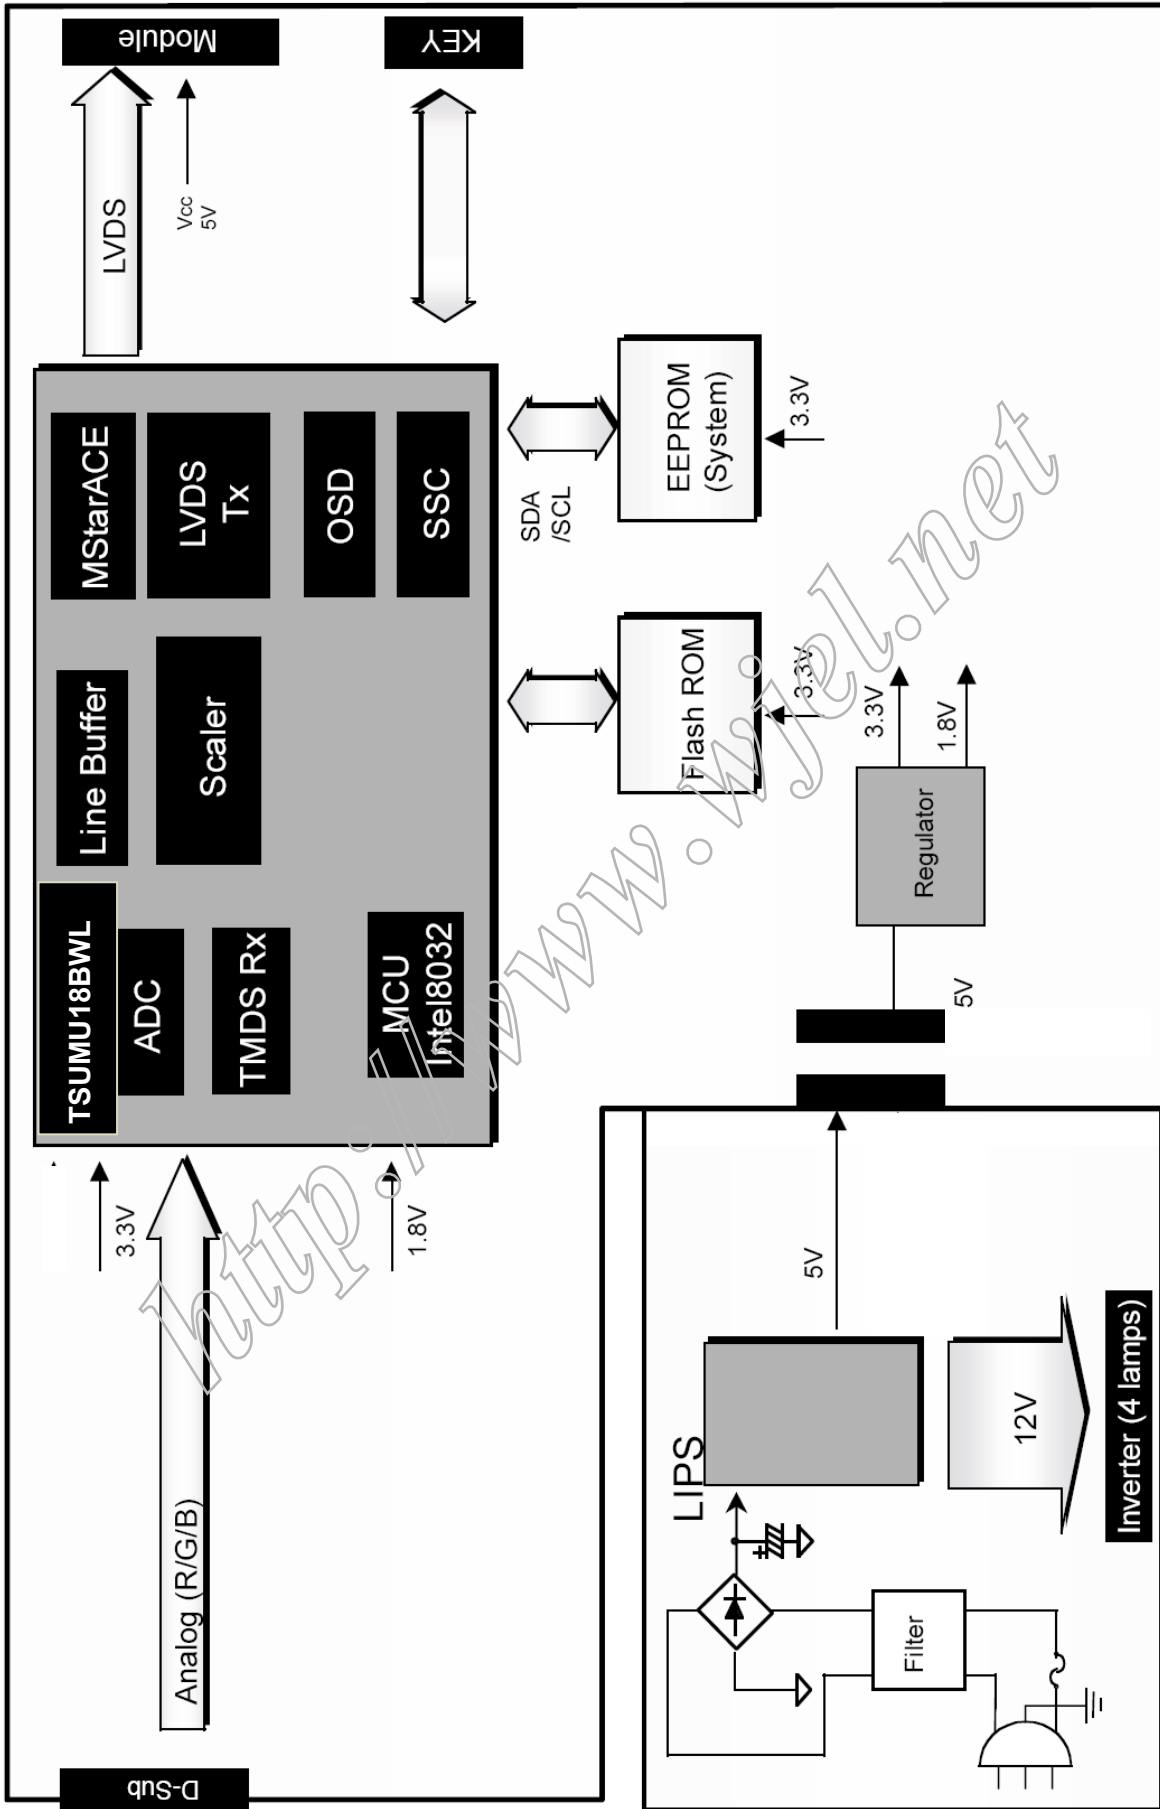 Module
KEY
LVDS
Vcc
5V
MStarACE
LVDS
Tx
OSD
SSC
SDA
/SCL
EEPROM
(System)
3.3V
Line Buffer
Scaler
Flash ROM
3.3V
TSUMU18BWL
ADC
TMDS Rx
MCU
Intel8032
3.3V
1.8V
Regulator
5V
3.3V
1.8V
Analog (R/G/B)
D-Sub
5V
LIPS
12V
Inverter (4 lamps)
Filter
http://www.wjel.net